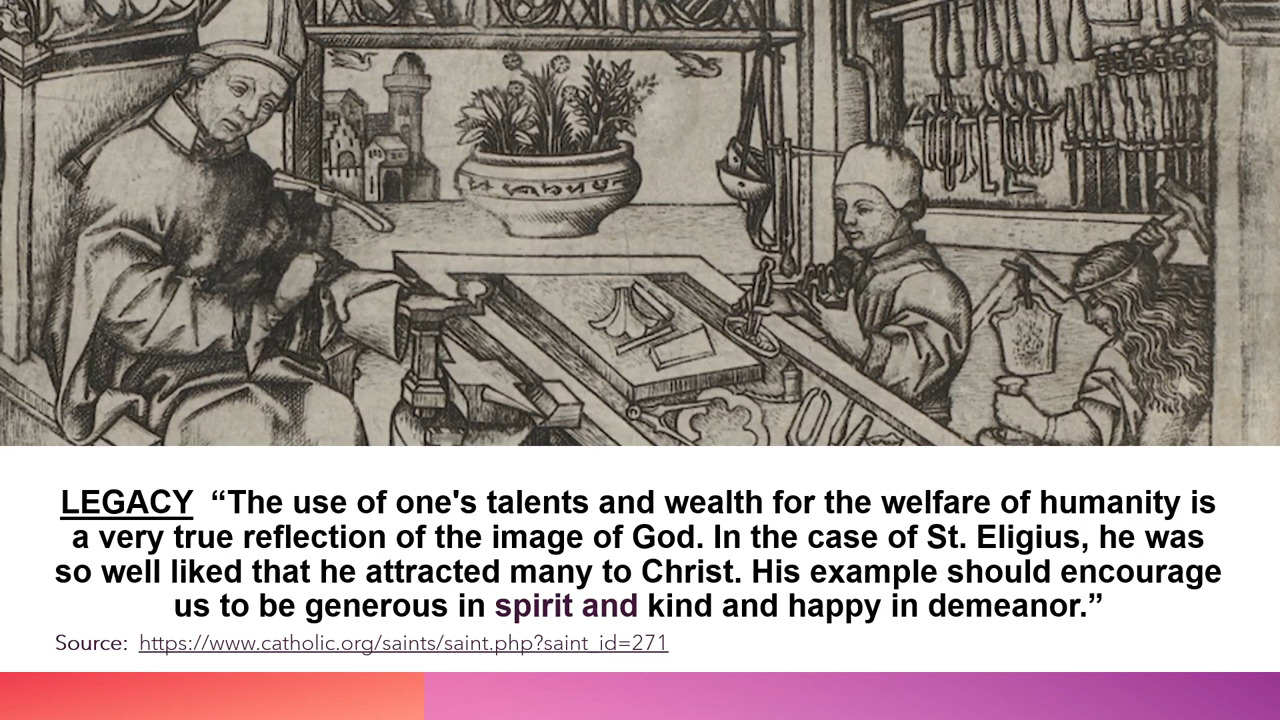 LEGACY “The use of one's talents and wealth for the welfare of humanity is
a very true reflection of the image of God. In the case of St. Eligius, he was
so well liked that he attracted many to Christ. His example should encourage
us to be generous in spirit and kind and happy in demeanor.”
Source: https://www.catholic.org/saints/saint.php?saint_id=271